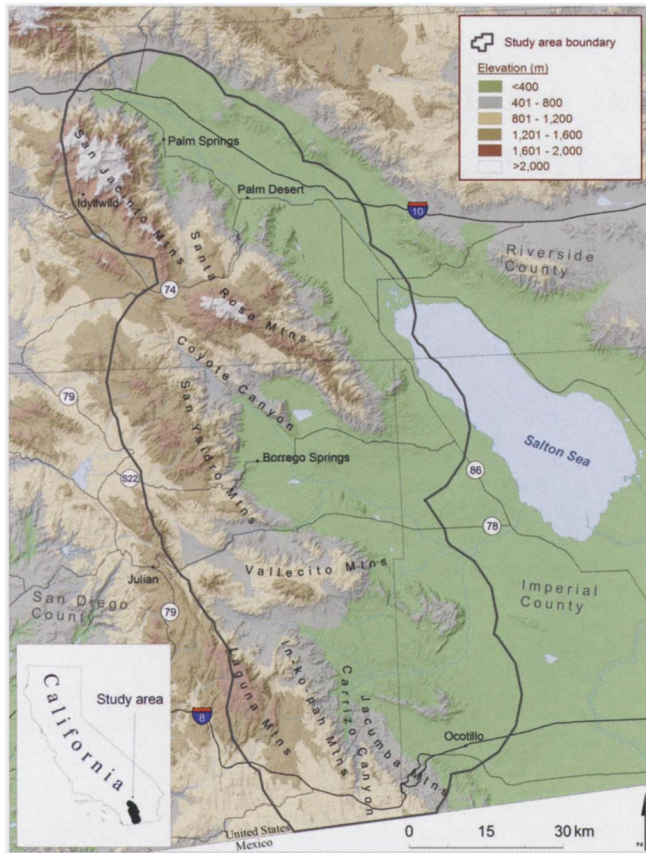 Study area boundary
Elevation (m)
<400
401 - 800
801 - 1,200
1,201 - 1,600
1,601 - 2,000
>2,000
Palm Springs
San Jacinto Mtns
Idyllwild
Palm Desert
10
Riverside
County
Santa Rosa Mtns
74
Coyote Canyon
79
San Ysidro Mtns
Salton Sea
Borrego Springs
S22
86
78
Julian
Vallecito Mtns
Imperial
County
San Diego
County
79
Laguna Mtns
In-ko-pah Mtns
Carrizo Canyon
Jacumba Mtns
California
Study area
8
Ocotillo
United States
Mexico
0 15 30 km
z